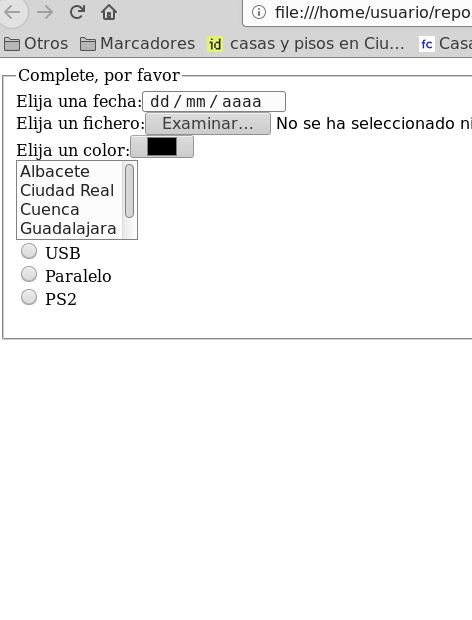 file:///home/usuario/repo
Otros Marcadores id casas y pisos en Ciu... fc Casa
Complete, por favor
Elija una fecha: dd / mm / aaaa
Elija un fichero: Examinar... No se ha seleccionado ni
Elija un color:
Albacete
Ciudad Real
Cuenca
Guadalajara
USB
Paralelo
PS2